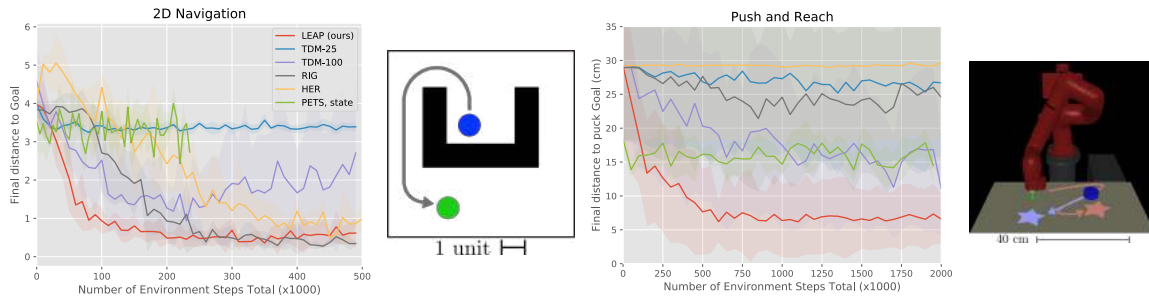 2D Navigation
Final distance to Goal
6
5
4
3
2
1
0
LEAP (ours)
TDM-25
TDM-100
RIG
HER
PETS, state
0 100 200 300 400 500
Number of Environment Steps Total (x1000)
1 unit
Push and Reach
Final distance to puck Goal (cm)
35
30
25
20
15
10
5
0
0 250 500 750 1000 1250 1500 1750 2000
Number of Environment Steps Total (x1000)
40 cm